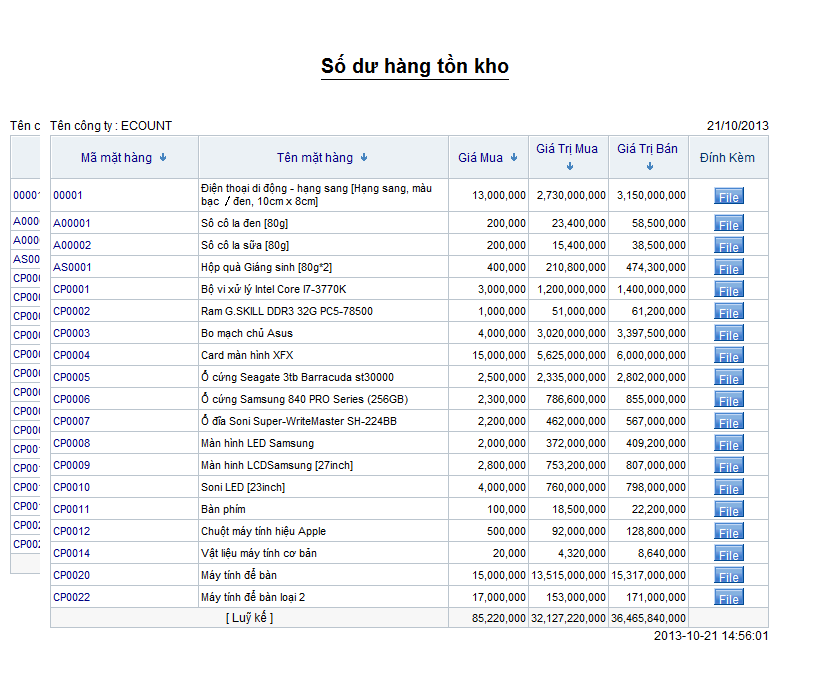 Số dư hàng tồn kho
Tên c
Tên công ty : ECOUNT 21/10/2013
Mã mặt hàng Tên mặt hàng Giá Mua Giá Trị Mua Giá Trị Bán Đính Kèm
00001 Điện thoại di động - hạng sang [Hạng sang, màu
bạc / đen, 10cm x 8cm] 13,000,000 2,730,000,000 3,150,000,000 File
A00001 Sô cô la đen [80g] 200,000 23,400,000 58,500,000 File
A00002 Sô cô la sữa [80g] 200,000 15,400,000 38,500,000 File
AS0001 Hộp quà Giáng sinh [80g*2] 400,000 210,800,000 474,300,000 File
CP0001 Bộ vi xử lý Intel Core I7-3770K 3,000,000 1,200,000,000 1,400,000,000 File
CP0002 Ram G.SKILL DDR3 32G PC5-78500 1,000,000 51,000,000 61,200,000 File
CP0003 Bo mạch chủ Asus 4,000,000 3,020,000,000 3,397,500,000 File
CP0004 Card màn hình XFX 15,000,000 5,625,000,000 6,000,000,000 File
CP0005 Ổ cứng Seagate 3tb Barracuda st30000 2,500,000 2,335,000,000 2,802,000,000 File
CP0006 Ổ cứng Samsung 840 PRO Series (256GB) 2,300,000 786,600,000 855,000,000 File
CP0007 Ổ đĩa Soni Super-WriteMaster SH-224BB 2,200,000 462,000,000 567,000,000 File
CP0008 Màn hình LED Samsung 2,000,000 372,000,000 409,200,000 File
CP0009 Màn hinh LCDSamsung [27inch] 2,800,000 753,200,000 807,000,000 File
CP0010 Soni LED [23inch] 4,000,000 760,000,000 798,000,000 File
CP0011 Bàn phím 100,000 18,500,000 22,200,000 File
CP0012 Chuột máy tính hiệu Apple 500,000 92,000,000 128,800,000 File
CP0014 Vật liệu máy tính cơ bản 20,000 4,320,000 8,640,000 File
CP0020 Máy tính để bàn 15,000,000 13,515,000,000 15,317,000,000 File
CP0022 Máy tính để bàn loại 2 17,000,000 153,000,000 171,000,000 File
[ Luỹ kế ] 85,220,000 32,127,220,000 36,465,840,000
2013-10-21 14:56:01